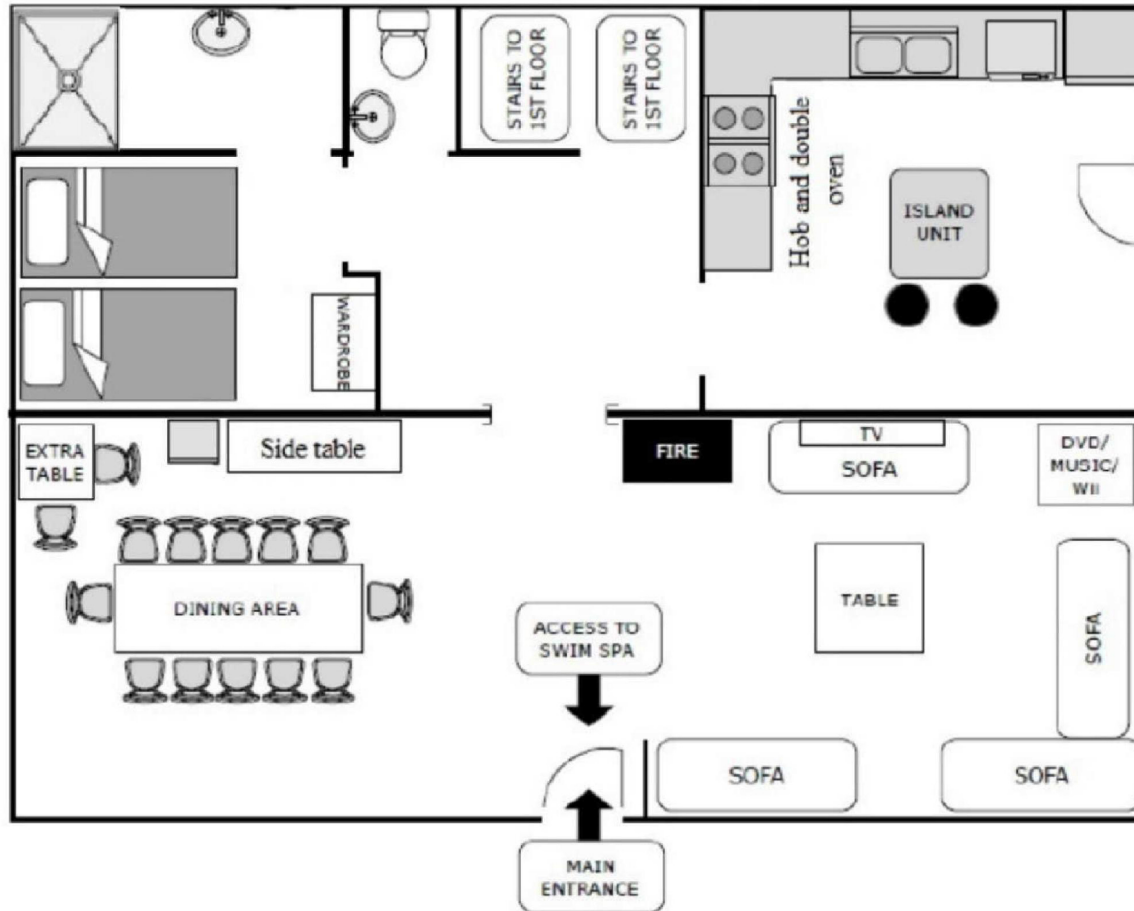 STAIRS TO
1ST FLOOR
STAIRS TO
1ST FLOOR
Hob and double
oven
ISLAND
UNIT
WARDROBE
EXTRA
TABLE
Side table
FIRE
TV
SOFA
DVD/
MUSIC/
WII
DINING AREA
TABLE
SOFA
ACCESS TO
SWIM SPA
SOFA
SOFA
MAIN
ENTRANCE